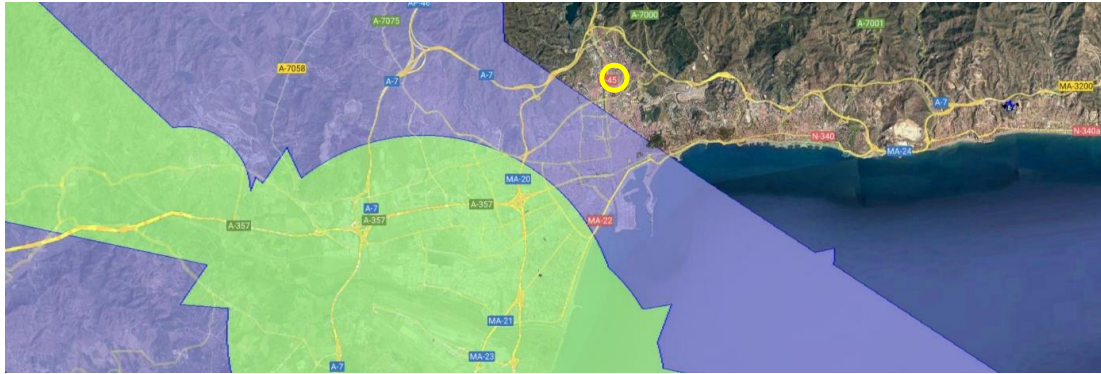 AP-46
A-7075
A-7000
A-7001
A-7058
A-7
A-7
-45
MA-3200
A-7
N-340
N-340a
MA-24
MA-20
A-357
A-7
A-357
A-357
MA-22
MA-21
MA-23
A-7